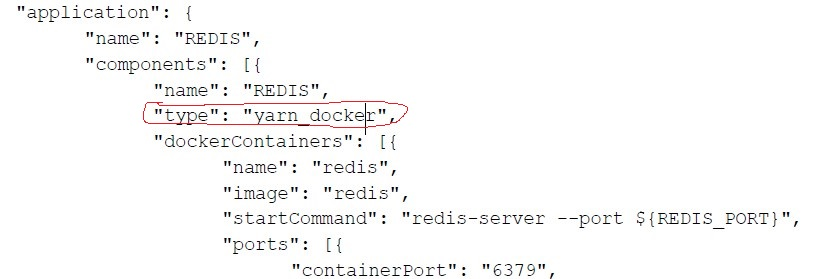 "application": {
"name": "REDIS",
"components": [{
"name": "REDIS",
"type": "yarn_docker",
"dockerContainers": [{
"name": "redis",
"image": "redis",
"startCommand": "redis-server --port ${REDIS_PORT}",
"ports": [{
"containerPort": "6379",